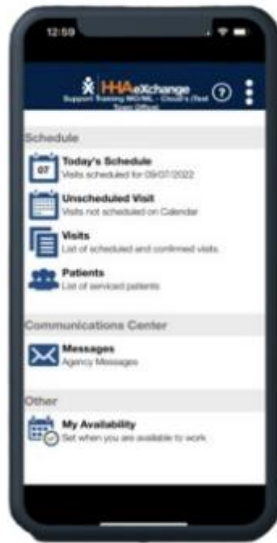 12:59
HHAeXchange
Support Training MO/ML - Cloud's (Test
Town Office)
Schedule
07
Today's Schedule
Visits scheduled for 09/07/2022
Unscheduled Visit
Visits not scheduled on Calendar
Visits
List of scheduled and confirmed visits.
Patients
List of serviced patients
Communications Center
Messages
Agency Messages
Other
My Availability
Set when you are available to work